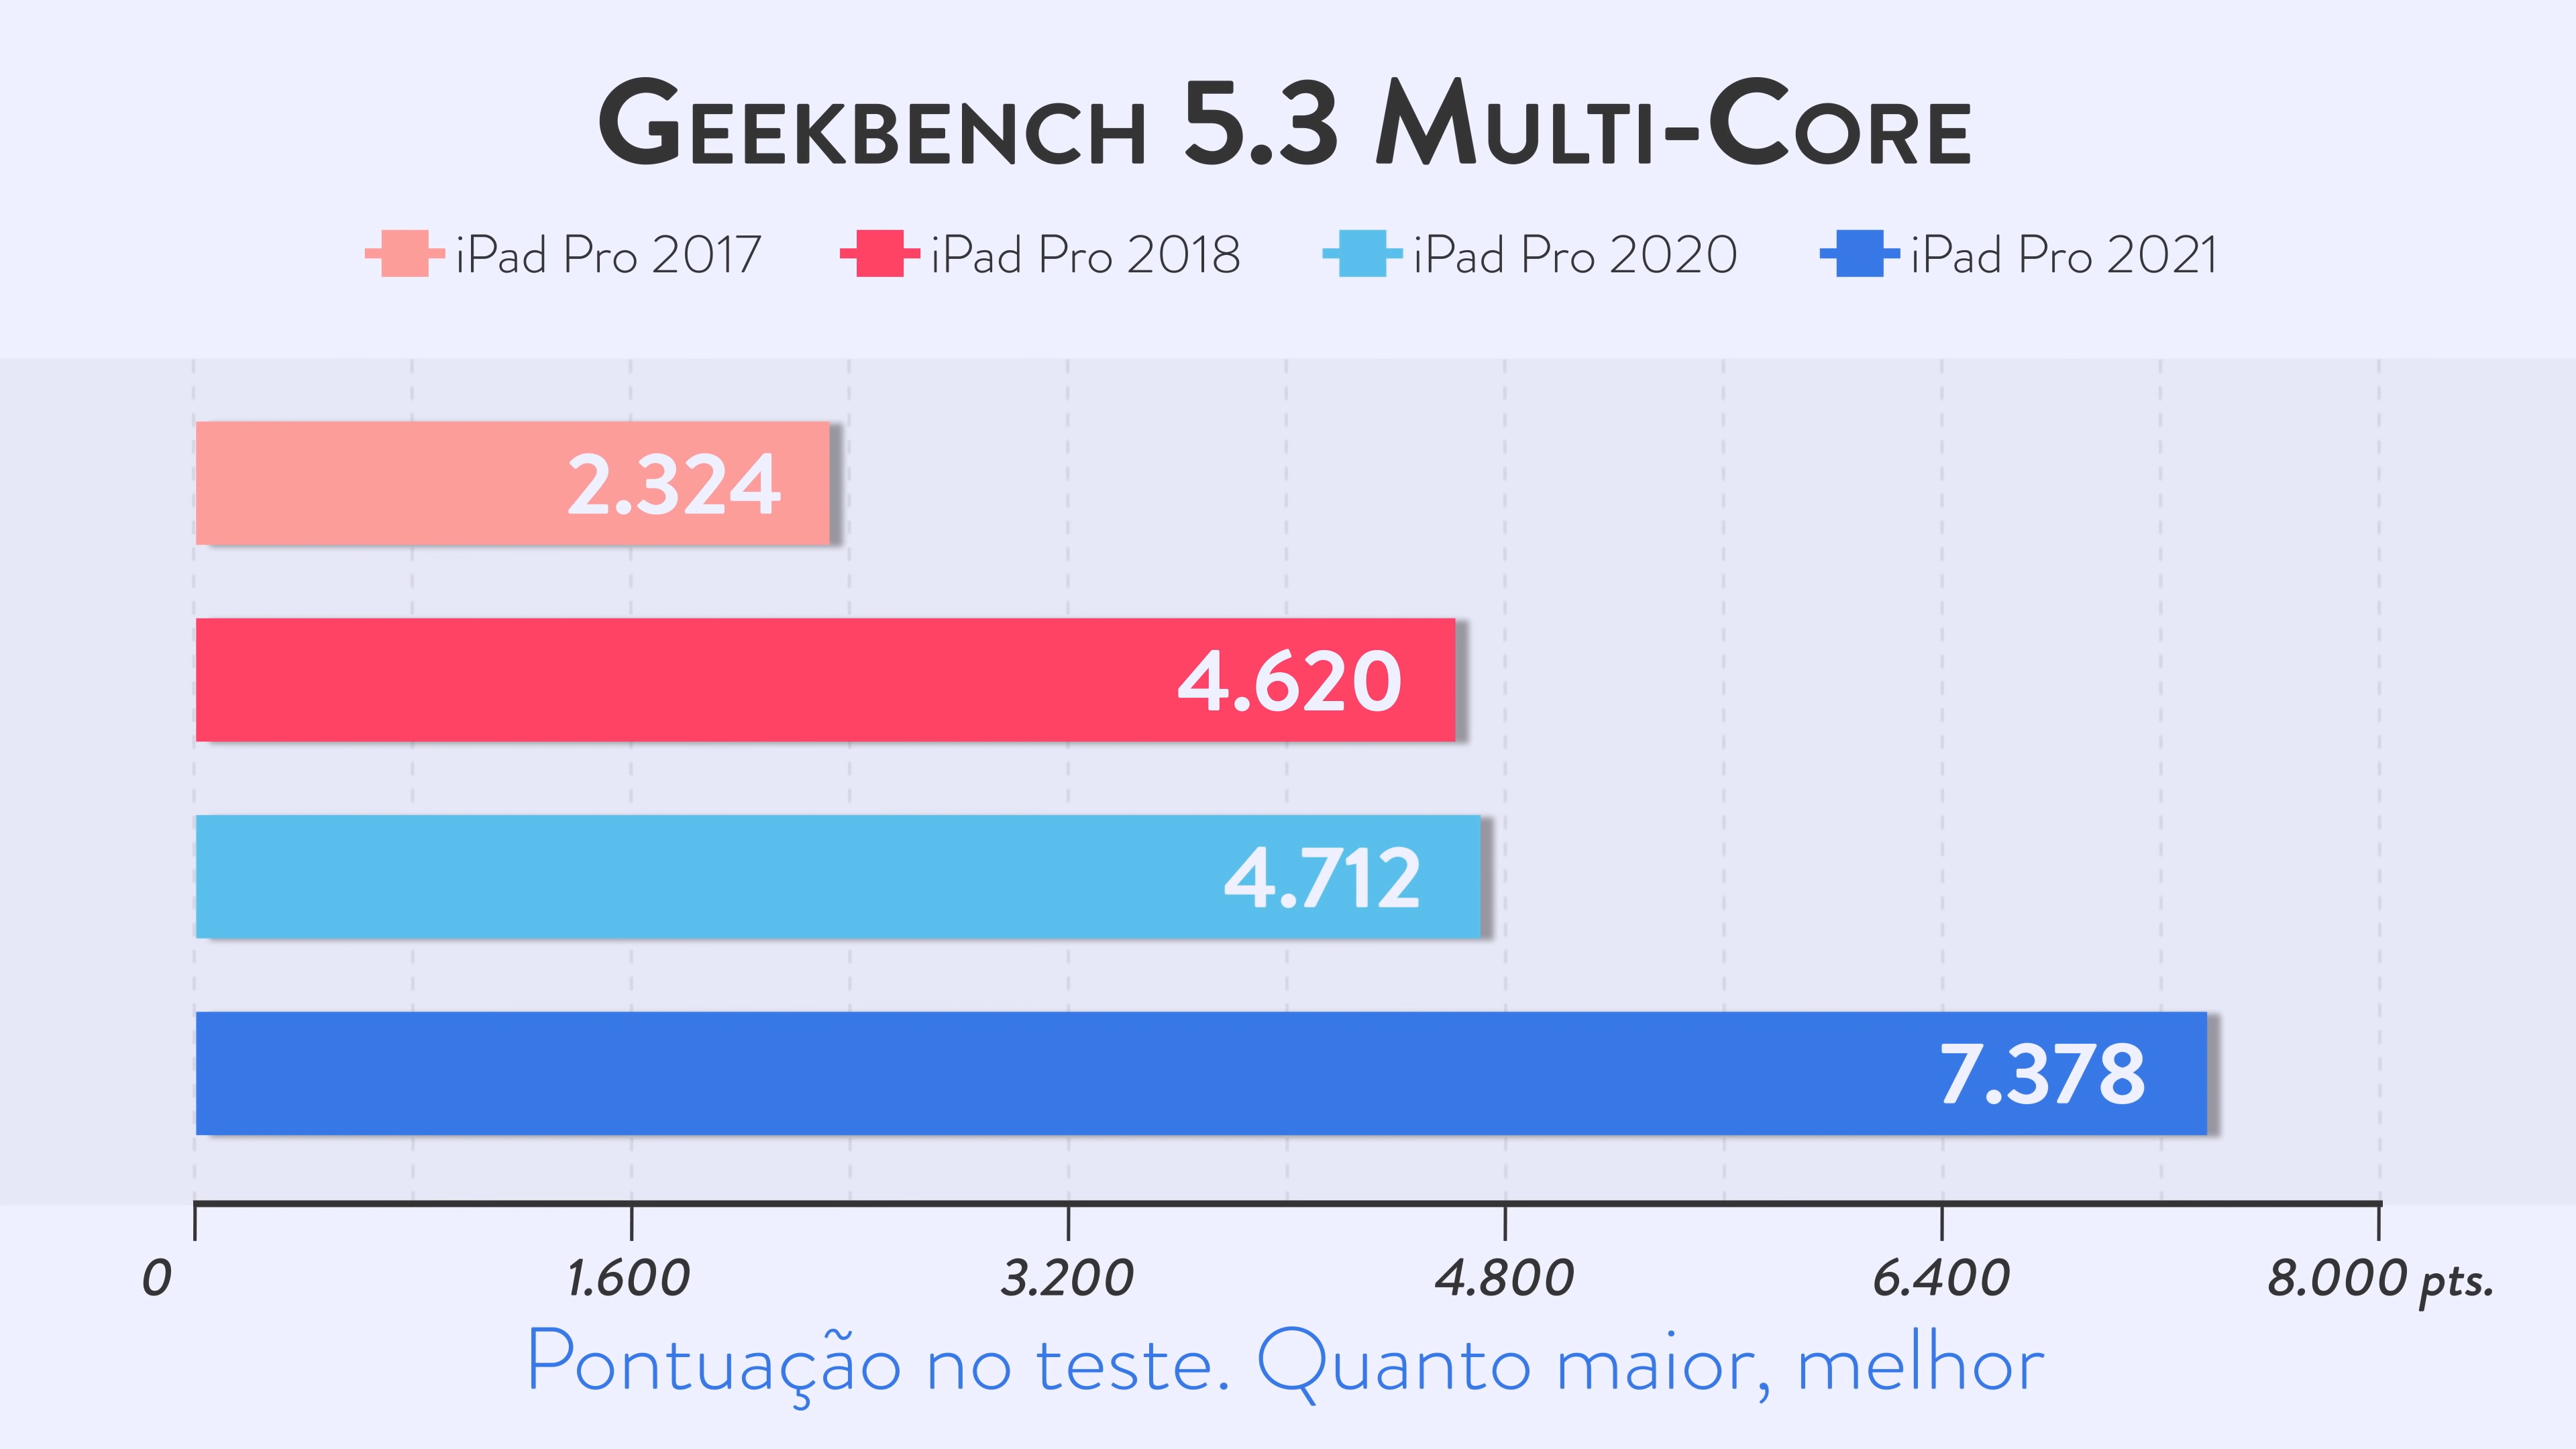 Geekbench 5.3 Multi-Core
iPad Pro 2017 iPad Pro 2018 iPad Pro 2020 iPad Pro 2021
2.324
4.620
4.712
7.378
0 1.600 3.200 4.800 6.400 8.000 pts.
Pontuação no teste. Quanto maior, melhor